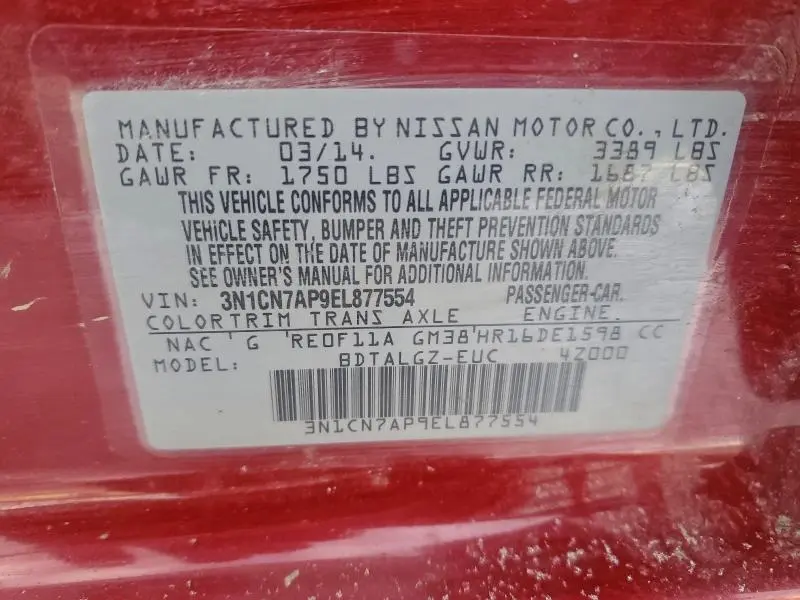 MANUFACTURED BY NISSAN MOTOR CO., LTD.
DATE: 03/14. GVWR: 3389 LBS
GAWR FR: 1750 LBS GAWR RR: 1687 LBS
THIS VEHICLE CONFORMS TO ALL APPLICABLE FEDERAL MOTOR
VEHICLE SAFETY, BUMPER AND THEFT PREVENTION STANDARDS
IN EFFECT ON THE DATE OF MANUFACTURE SHOWN ABOVE.
SEE OWNER'S MANUAL FOR ADDITIONAL INFORMATION.
VIN: 3N1CN7AP9EL877554 PASSENGER-CAR.
COLORTRIM TRANS AXLE ENGINE.
NAC G RE0F11A GM38 HR16DE1598 CC
MODEL: BDTALGZ-EUC 4Z000
3N1CN7AP9EL877554